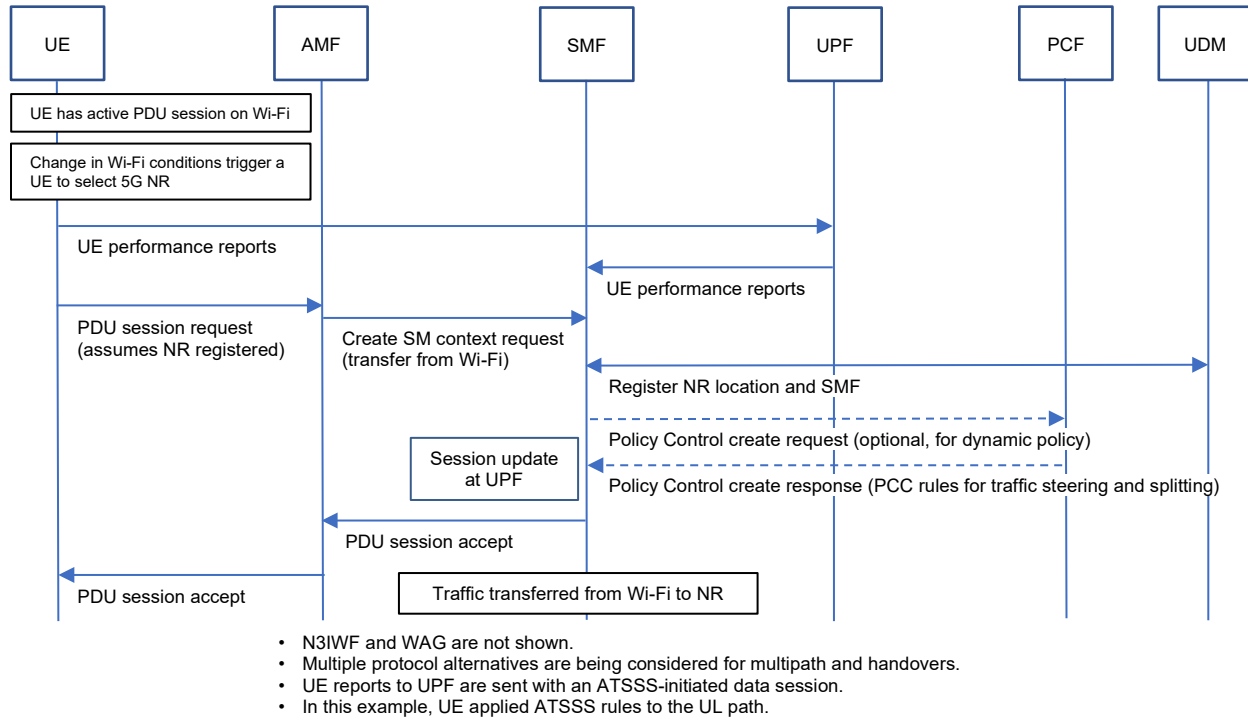 UE
AMF
SMF
UPF
PCF
UDM
UE has active PDU session on Wi-Fi
Change in Wi-Fi conditions trigger a
UE to select 5G NR
UE performance reports
UE performance reports
PDU session request
(assumes NR registered)
Create SM context request
(transfer from Wi-Fi)
Register NR location and SMF
Policy Control create request (optional, for dynamic policy)
Session update
at UPF
Policy Control create response (PCC rules for traffic steering and splitting)
PDU session accept
PDU session accept
Traffic transferred from Wi-Fi to NR
• N3IWF and WAG are not shown.
• Multiple protocol alternatives are being considered for multipath and handovers.
• UE reports to UPF are sent with an ATSSS-initiated data session.
• In this example, UE applied ATSSS rules to the UL path.